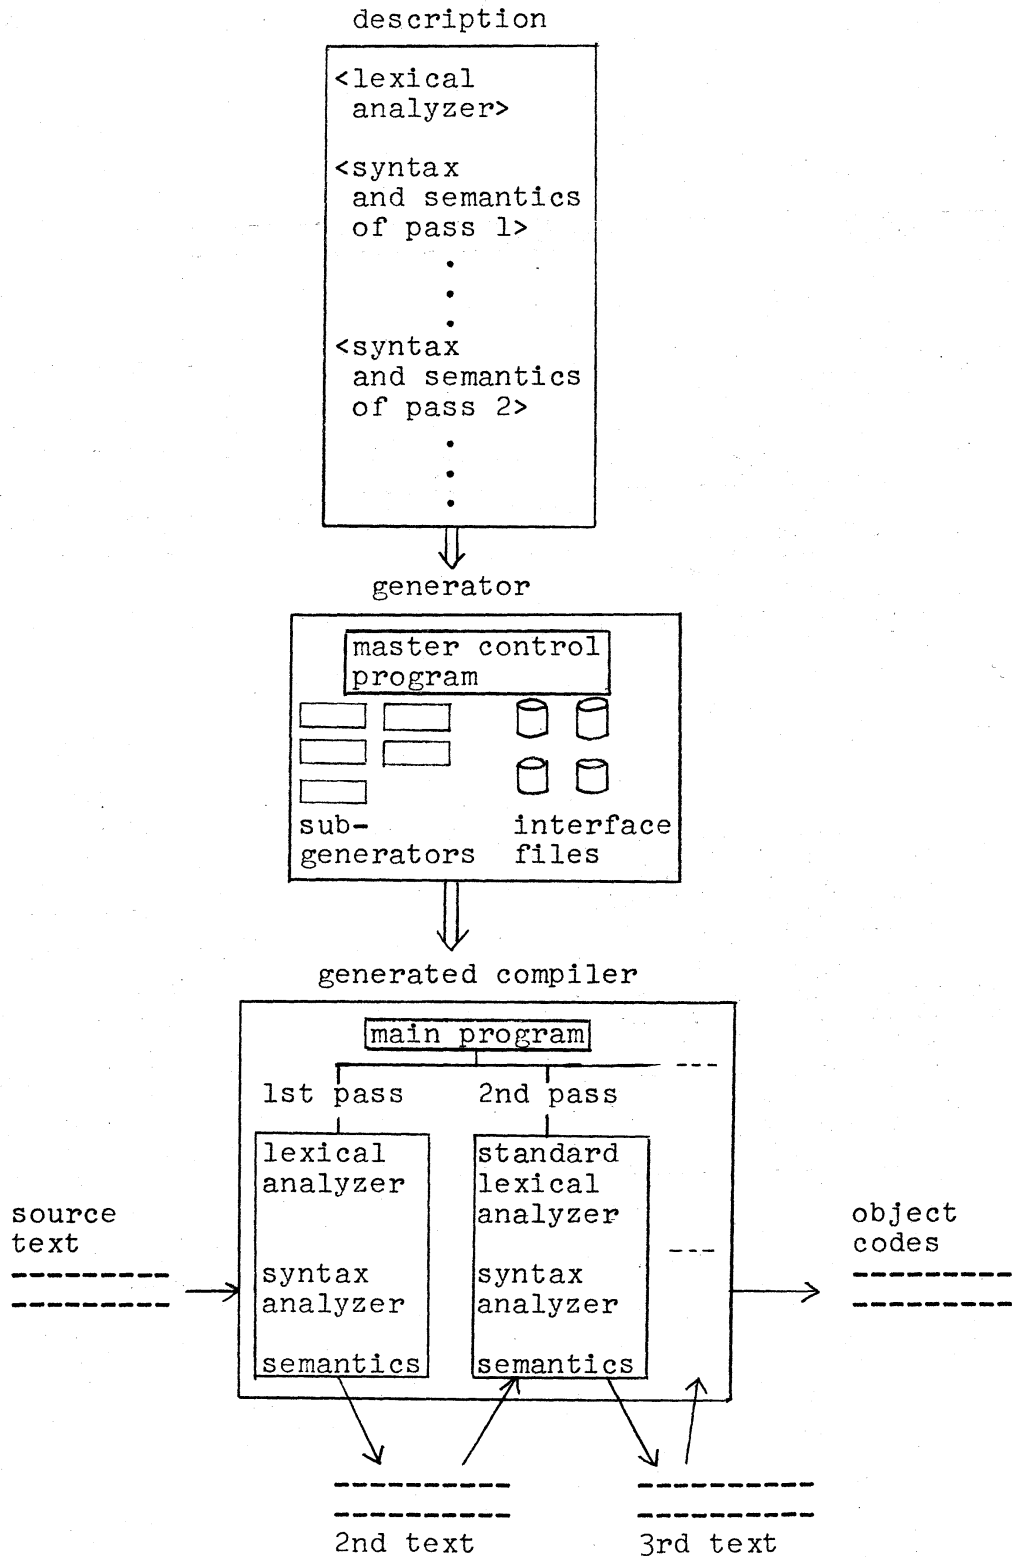 description
<lexical
analyzer>
<syntax
and semantics
of pass 1>
<syntax
and semantics
of pass 2>
generator
master control
program
sub-
generators
interface
files
generated compiler
main program
1st pass
2nd pass
lexical
analyzer
syntax
analyzer
semantics
standard
lexical
analyzer
syntax
analyzer
semantics
source
text
object
codes
2nd text
3rd text